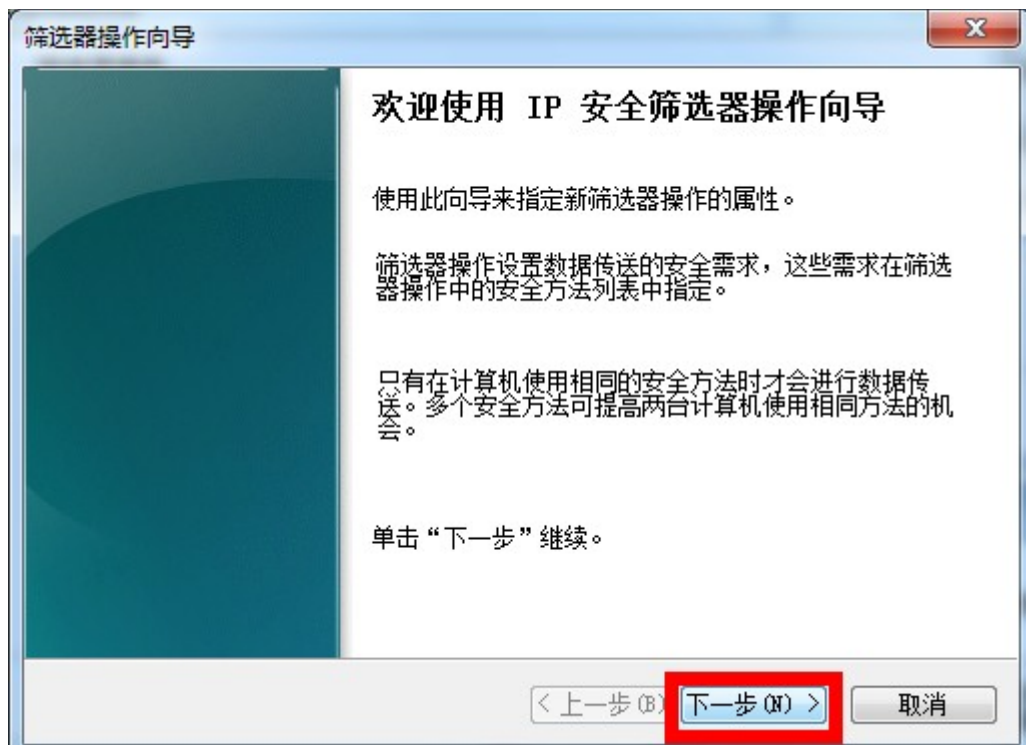 筛选器操作向导
欢迎使用 IP 安全筛选器操作向导
使用此向导来指定新筛选器操作的属性。
筛选器操作设置数据传送的安全需求，这些需求在筛选
器操作中的安全方法列表中指定。
只有在计算机使用相同的安全方法时才会进行数据传
送。多个安全方法可提高两台计算机使用相同方法的机
会。
单击“下一步”继续。
< 上一步(B) 下一步(N) > 取消